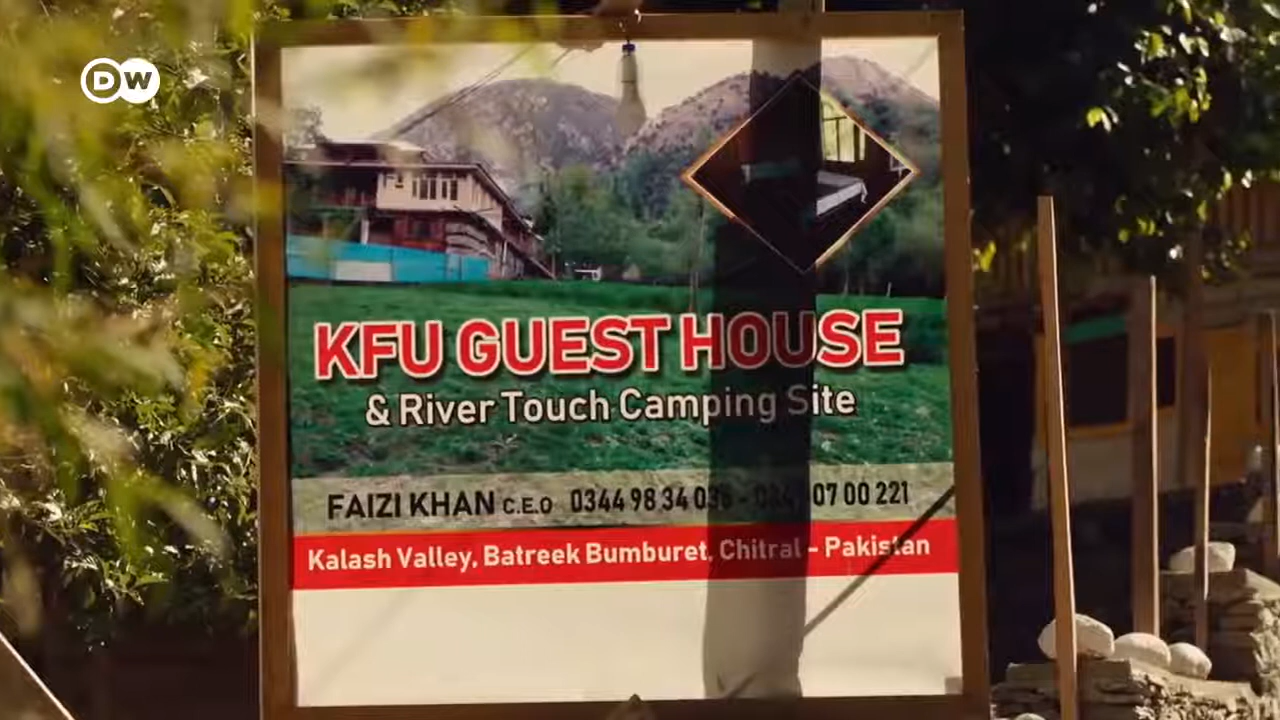 DW
KFU GUEST HOUSE
& River Touch Camping Site
FAIZI KHAN C.E.O 0344 98 34 - 07 00 221
Kalash Valley, Batreek Bumburet, Chitral - Pakistan